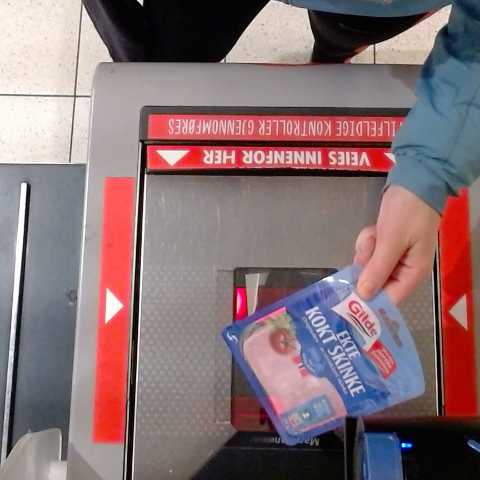 TILFELDIGE KONTROLLER GJENNOMFØRES
VEIES INNENFOR HER
Gilde
EKTE
KOKT SKINKE